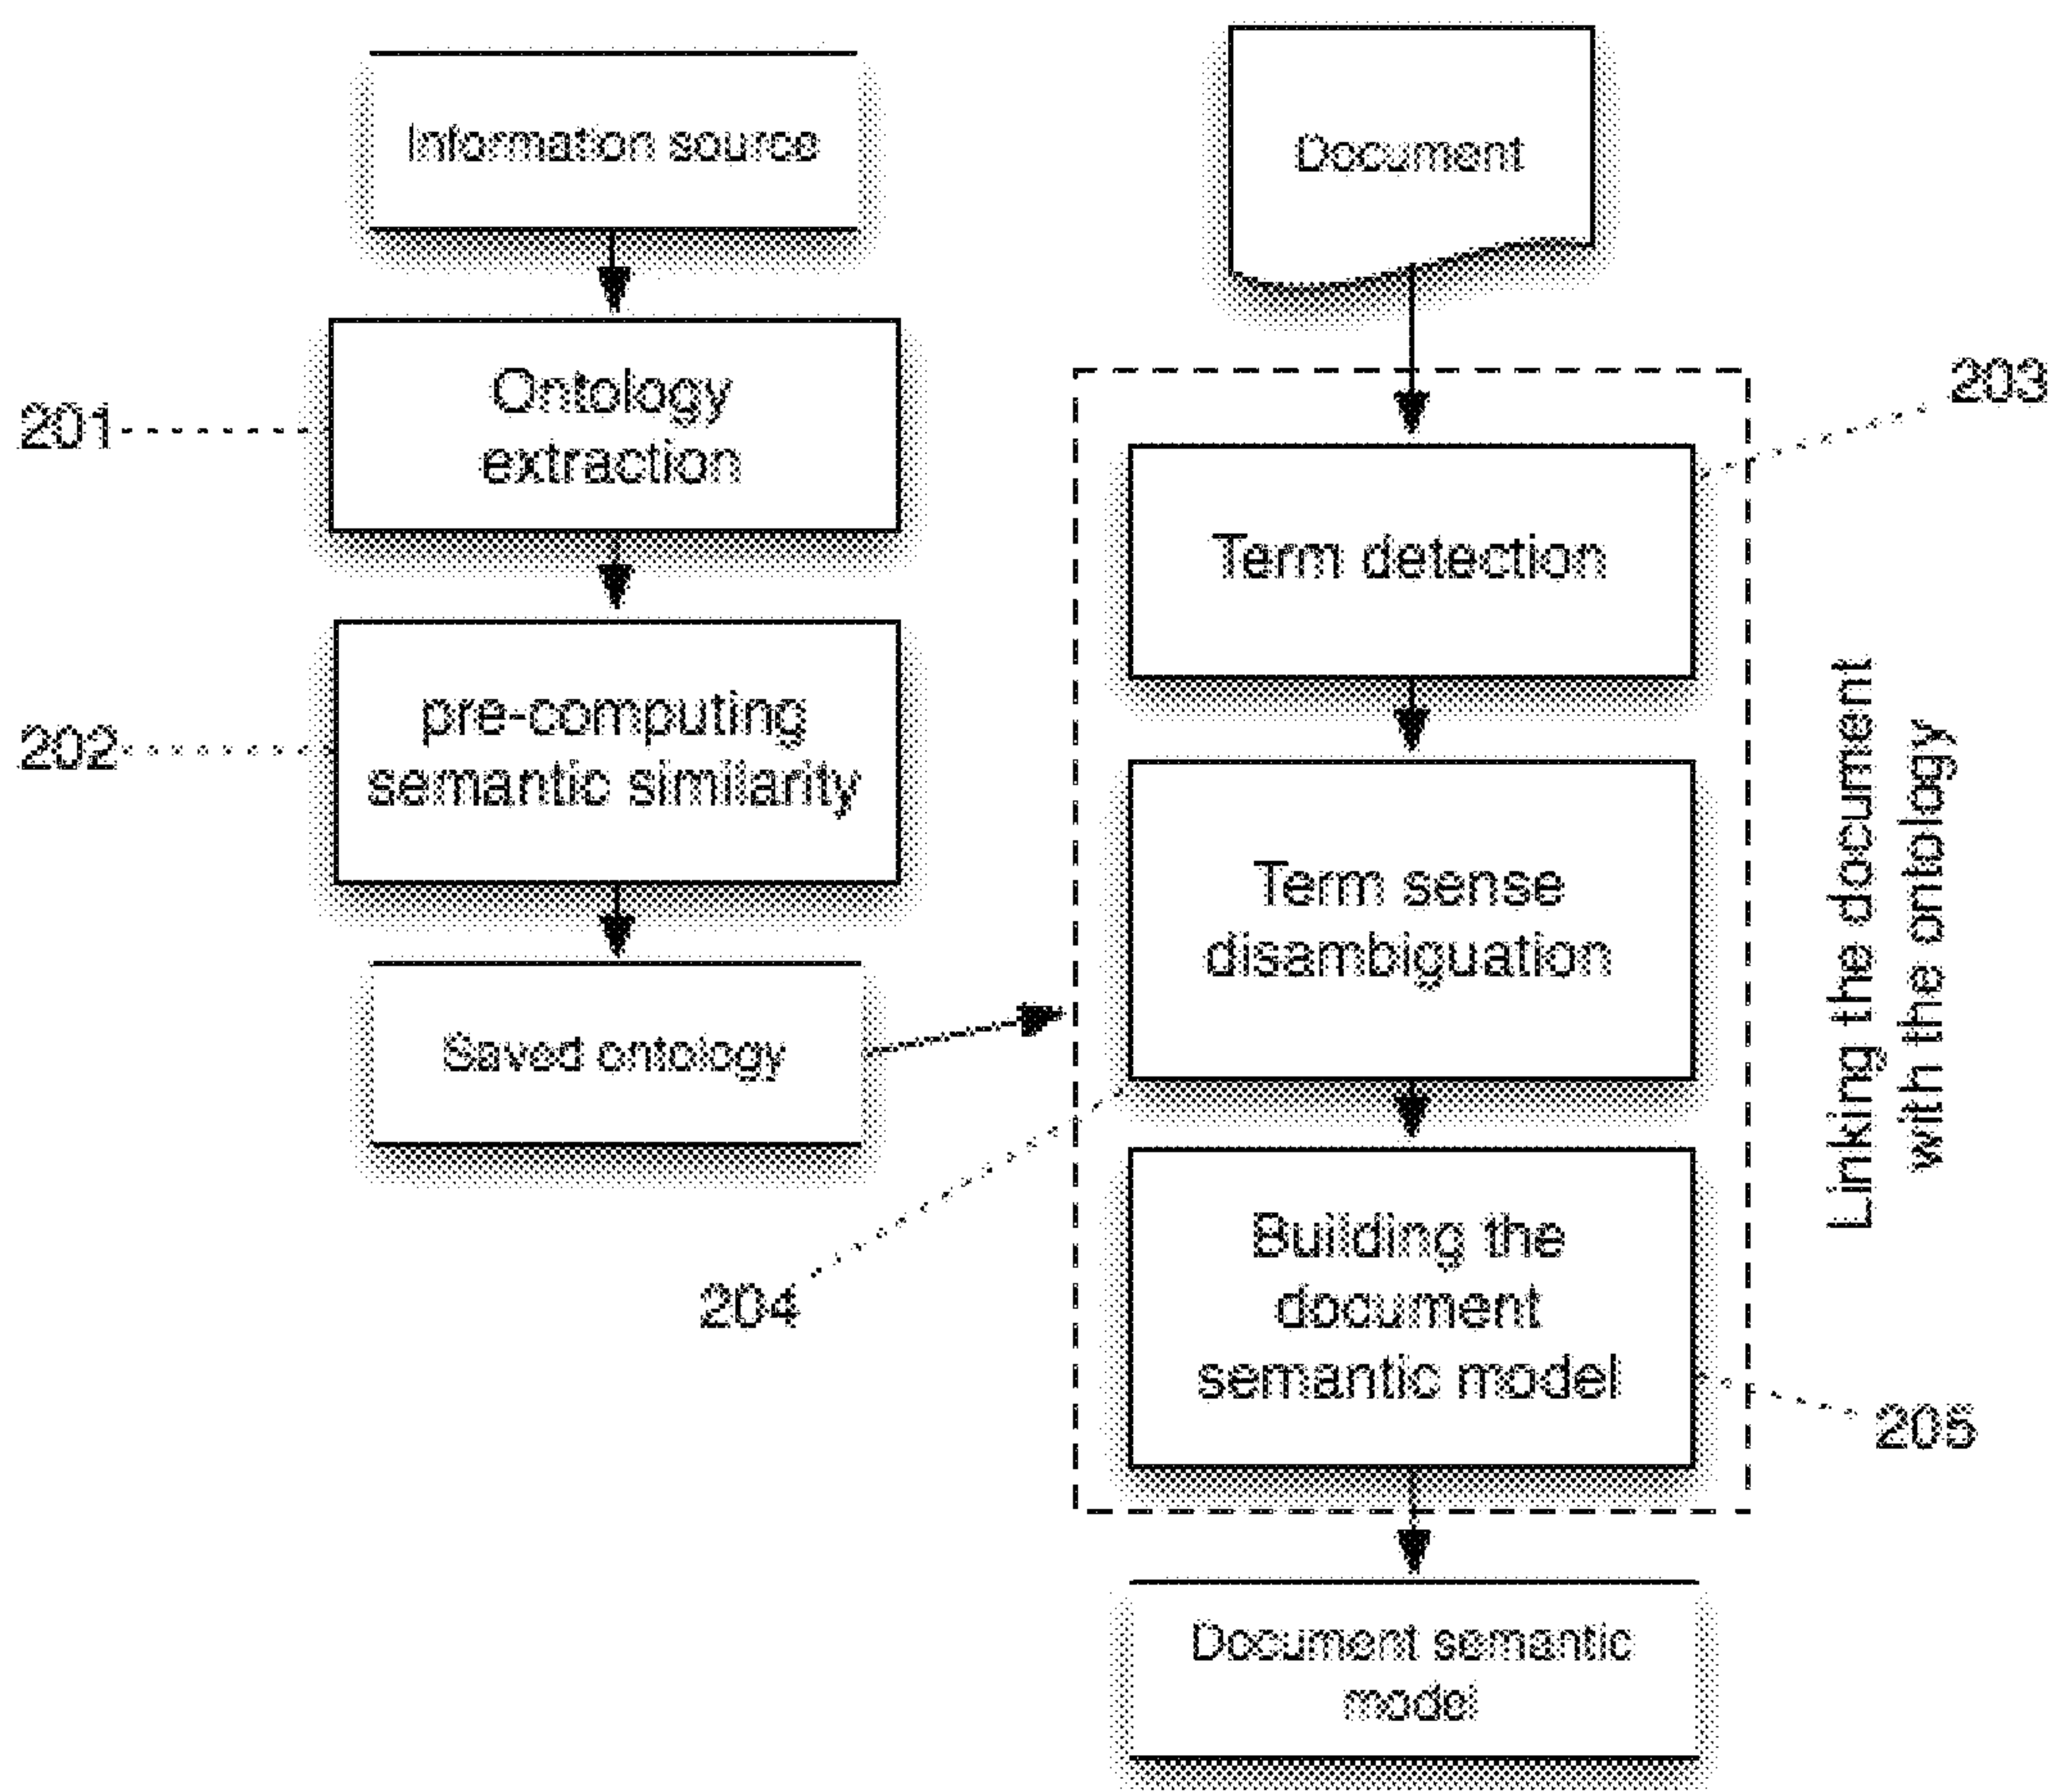 Information source
201
Ontology
extraction
202
pre-computing
semantic similarity
Saved ontology
Document
203
Term detection
Term sense
disambiguation
204
Building the
document
semantic model
205
Linking the document
with the ontology
Document semantic
model